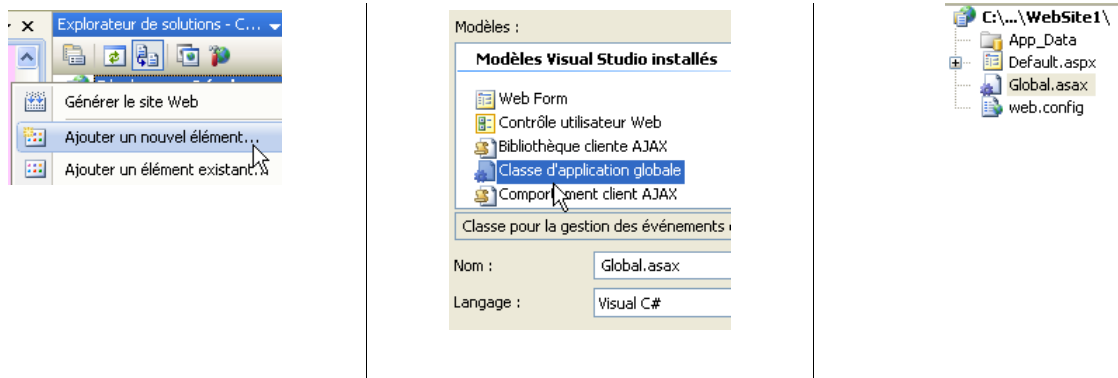 Explorateur de solutions - C...
Générer le site Web
Ajouter un nouvel élément...
Ajouter un élément existant...
Modèles :
Modèles Visual Studio installés
Web Form
Contrôle utilisateur Web
Bibliothèque cliente AJAX
Classe d'application globale
Comportement client AJAX
Classe pour la gestion des événements
Nom :
Global.asax
Langage :
Visual C#
C:\...\WebSite1\
App_Data
Default.aspx
Global.asax
web.config